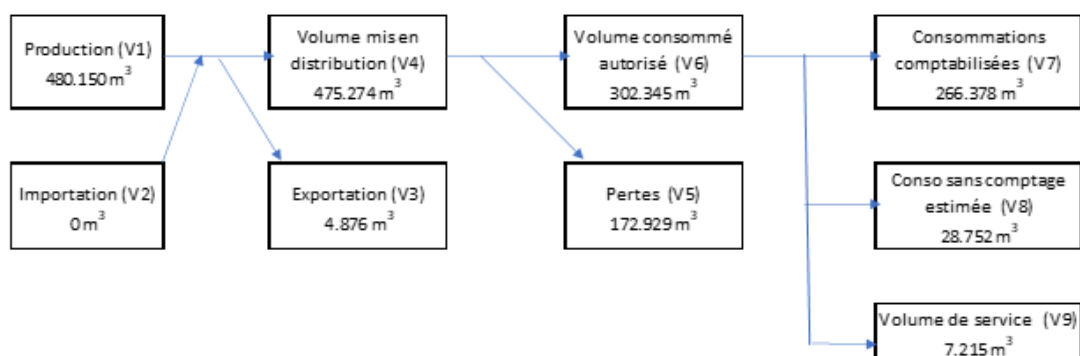 Production (V1)
480.150 m³
Volume mis en
distribution (V4)
475.274 m³
Volume consommé
autorisé (V6)
302.345 m³
Consommations
comptabilisées (V7)
266.378 m³
Importation (V2)
0 m³
Exportation (V3)
4.876 m³
Pertes (V5)
172.929 m³
Conso sans comptage
estimée (V8)
28.752 m³
Volume de service (V9)
7.215 m³